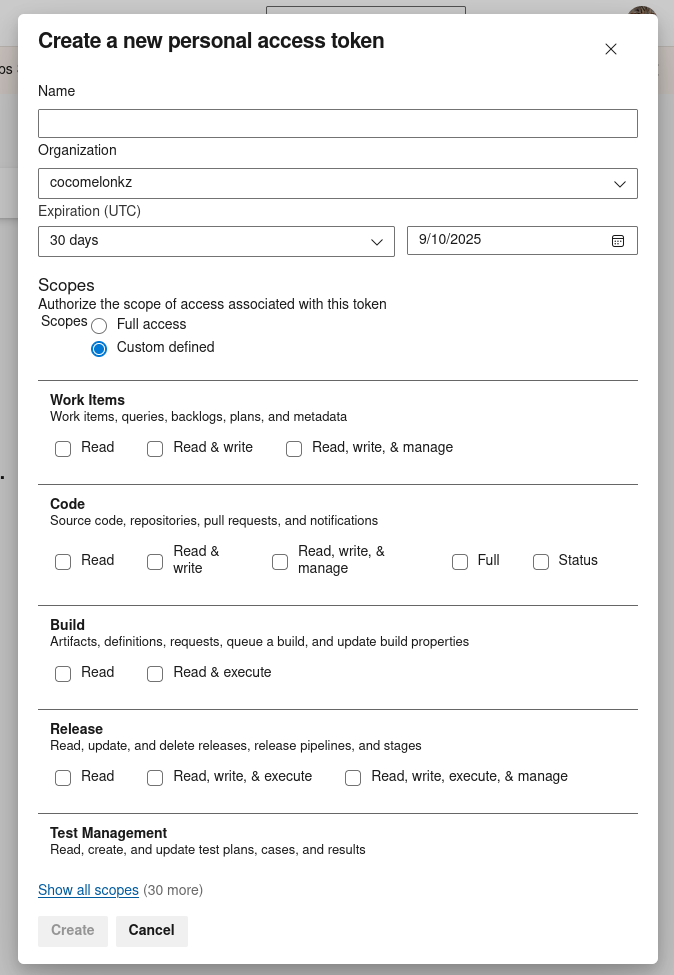 Create a new personal access token
os
Name
Organization
cocomelonkz
Expiration (UTC)
30 days
9/10/2025
Scopes
Authorize the scope of access associated with this token
Scopes
Full access
Custom defined
Work Items
Work items, queries, backlogs, plans, and metadata
Read
Read & write
Read, write, & manage
Code
Source code, repositories, pull requests, and notifications
Read
Read &
write
Read, write, &
manage
Full
Status
Build
Artifacts, definitions, requests, queue a build, and update build properties
Read
Read & execute
Release
Read, update, and delete releases, release pipelines, and stages
Read
Read, write, & execute
Read, write, execute, & manage
Test Management
Read, create, and update test plans, cases, and results
Show all scopes (30 more)
Create
Cancel